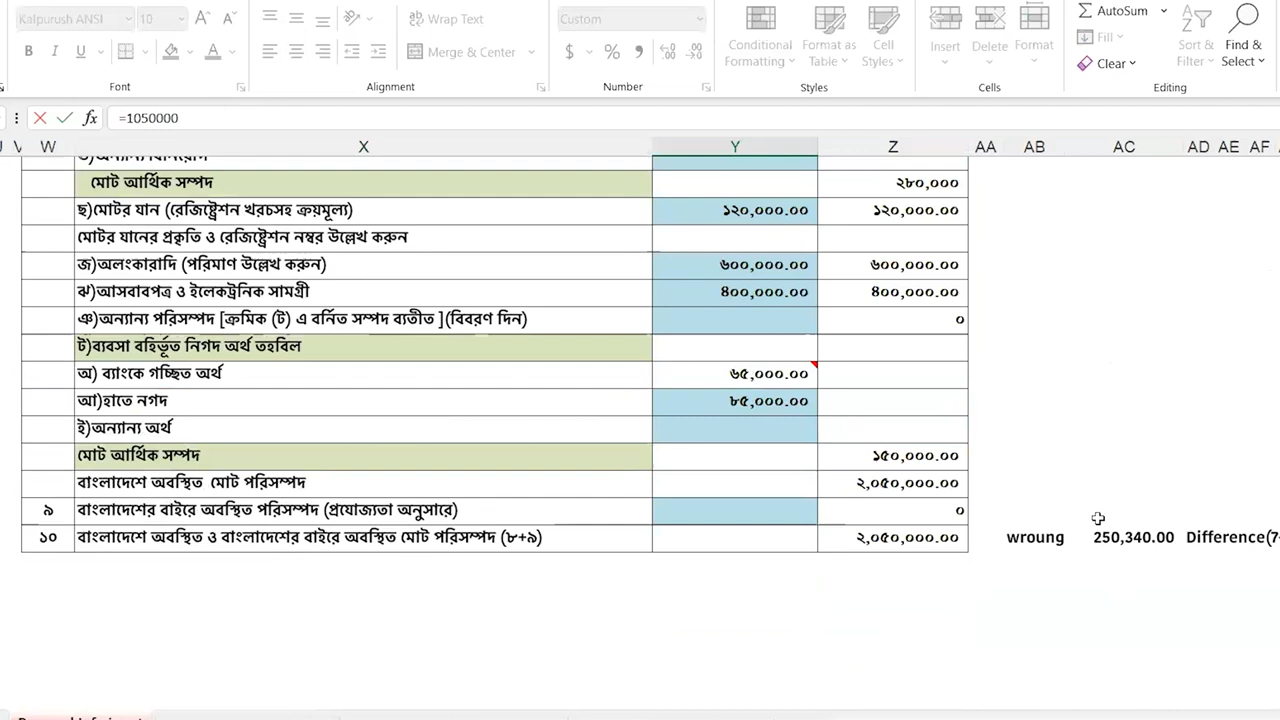 Kalpurush ANSI 10 Wrap Text Custom AutoSum
B I U Merge & Center $ % Conditional Formatting Format as Table Cell Styles Insert Delete Format Fill Clear Sort & Filter Find & Select
Font Alignment Number Styles Cells Editing
fx =1050000
W X Y Z AA AB AC AD AE AF
মোট আর্থিক সম্পদ ২৮০,০০০
ছ)মোটর যান (রেজিষ্ট্রেশন খরচসহ ক্রয়মূল্য) ১২০,০০০.০০ ১২০,০০০.০০
মোটর যানের প্রকৃতি ও রেজিষ্ট্রেশন নম্বর উল্লেখ করুন
জ)অলংকারাদি (পরিমাণ উল্লেখ করুন) ৬০০,০০০.০০ ৬০০,০০০.০০
ঝ)আসবাবপত্র ও ইলেকট্রনিক সামগ্রী ৪০০,০০০.০০ ৪০০,০০০.০০
ঞ)অন্যান্য পরিসম্পদ [ক্রমিক (ট) এ বর্নিত সম্পদ ব্যতীত ](বিবরণ দিন) ০
ট)ব্যবসা বহির্ভূত নিগদ অর্থ তহবিল
অ) ব্যাংকে গচ্ছিত অর্থ ৬৫,০০০.০০
আ)হাতে নগদ ৮৫,০০০.০০
ই)অন্যান্য অর্থ
মোট আর্থিক সম্পদ ১৫০,০০০.০০
বাংলাদেশে অবস্থিত মোট পরিসম্পদ ২,০৫০,০০০.০০
৯ বাংলাদেশের বাইরে অবস্থিত পরিসম্পদ (প্রযোজ্যতা অনুসারে) ০
১০ বাংলাদেশে অবস্থিত ও বাংলাদেশের বাইরে অবস্থিত মোট পরিসম্পদ (৮+৯) ২,০৫০,০০০.০০ wroung 250,340.00 Difference(7-